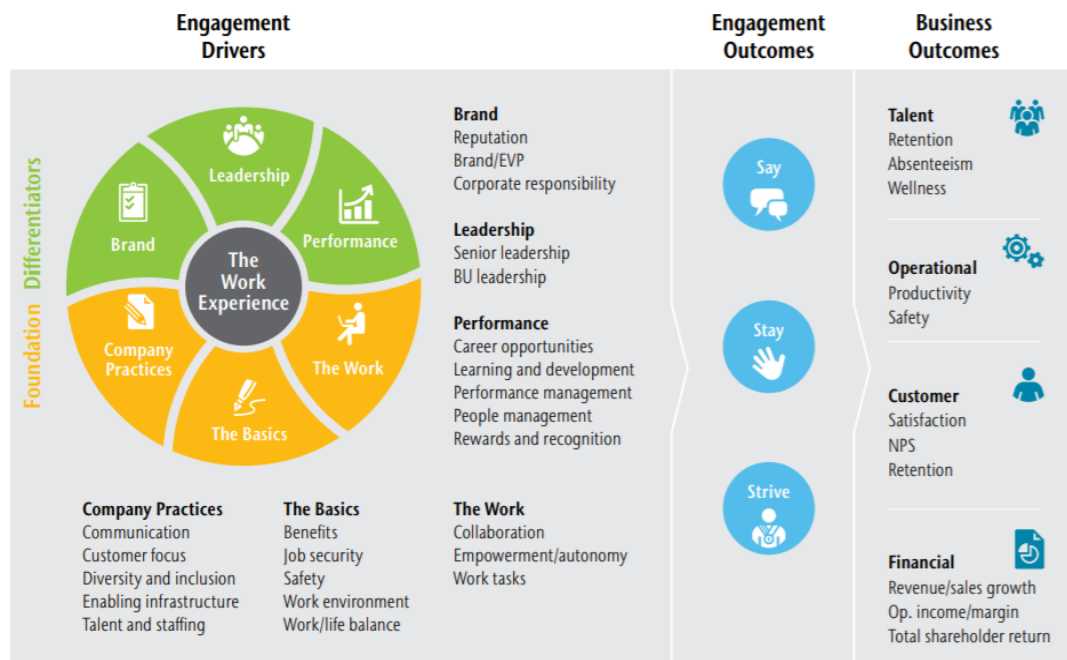 Engagement
Drivers
Engagement
Outcomes
Business
Outcomes
Differentiators
Foundation
Leadership
Performance
Brand
The
Work
Experience
Company
Practices
The Work
The Basics
Brand
Reputation
Brand/EVP
Corporate responsibility
Leadership
Senior leadership
BU leadership
Performance
Career opportunities
Learning and development
Performance management
People management
Rewards and recognition
Company Practices
Communication
Customer focus
Diversity and inclusion
Enabling infrastructure
Talent and staffing
The Basics
Benefits
Job security
Safety
Work environment
Work/life balance
The Work
Collaboration
Empowerment/autonomy
Work tasks
Say
Stay
Strive
Talent
Retention
Absenteeism
Wellness
Operational
Productivity
Safety
Customer
Satisfaction
NPS
Retention
Financial
Revenue/sales growth
Op. income/margin
Total shareholder return